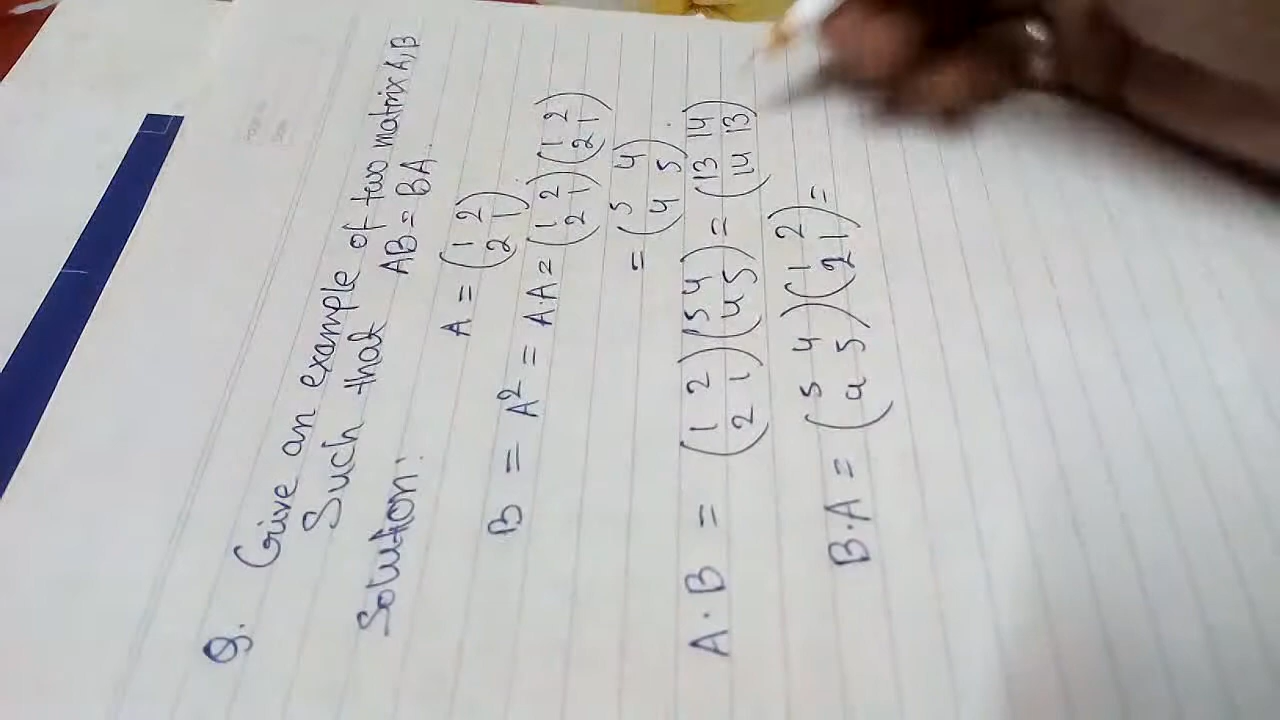 Q. Give an example of two matrix A, B
Such that AB = BA.
Solution:
A = (1 2
2 1)
B = A² = A.A = (1 2
2 1) (1 2
2 1)
= (5 4
4 5)
A·B = (1 2
2 1) (5 4
4 5) = (13 14
14 13)
B·A = (5 4
4 5) (1 2
2 1) =